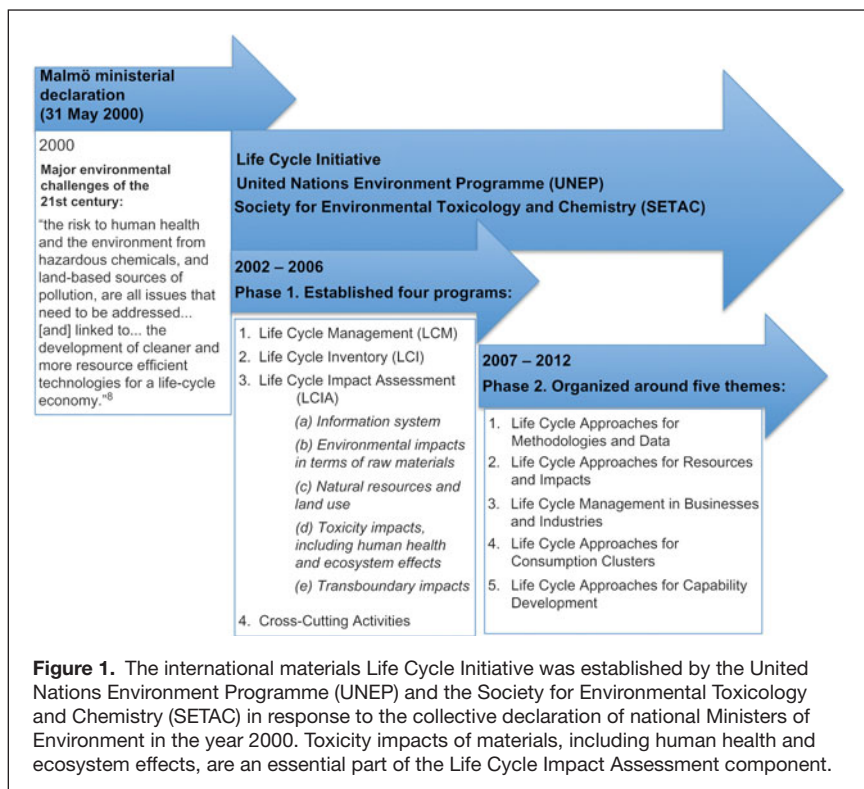 Malmö ministerial
declaration
(31 May 2000)
2000
Major environmental
challenges of the
21st century:
“the risk to human health
and the environment from
hazardous chemicals, and
land-based sources of
pollution, are all issues that
need to be addressed...
[and] linked to... the
development of cleaner and
more resource efficient
technologies for a life-cycle
economy.”8
Life Cycle Initiative
United Nations Environment Programme (UNEP)
Society for Environmental Toxicology and Chemistry (SETAC)
2002 – 2006
Phase 1. Established four programs:
1. Life Cycle Management (LCM)
2. Life Cycle Inventory (LCI)
3. Life Cycle Impact Assessment
(LCIA)
(a) Information system
(b) Environmental impacts
in terms of raw materials
(c) Natural resources and
land use
(d) Toxicity impacts,
including human health
and ecosystem effects
(e) Transboundary impacts
4. Cross-Cutting Activities
2007 – 2012
Phase 2. Organized around five themes:
1. Life Cycle Approaches for
Methodologies and Data
2. Life Cycle Approaches for Resources
and Impacts
3. Life Cycle Management in Businesses
and Industries
4. Life Cycle Approaches for
Consumption Clusters
5. Life Cycle Approaches for Capability
Development
Figure 1. The international materials Life Cycle Initiative was established by the United
Nations Environment Programme (UNEP) and the Society for Environmental Toxicology
and Chemistry (SETAC) in response to the collective declaration of national Ministers of
Environment in the year 2000. Toxicity impacts of materials, including human health and
ecosystem effects, are an essential part of the Life Cycle Impact Assessment component.